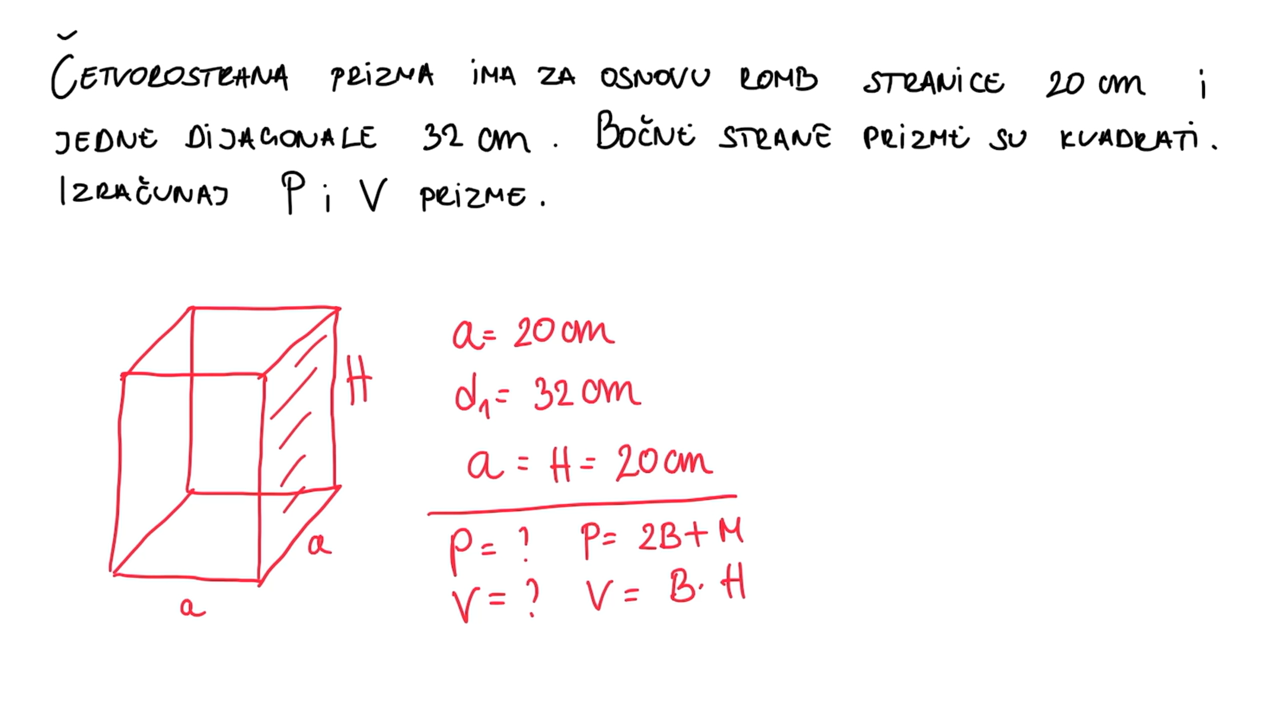 ČETVOROSTRANA PRIZMA IMA ZA OSNOVU ROMB STRANICE 20 cm i
JEDNE DIJAGONALE 32 cm. BOČNE STRANE PRIZME SU KVADRATI.
IZRAČUNAJ P i V PRIZME.
H
a
a
a = 20 cm
d₁ = 32 cm
a = H = 20 cm
P = ? P = 2B + M
V = ? V = B · H